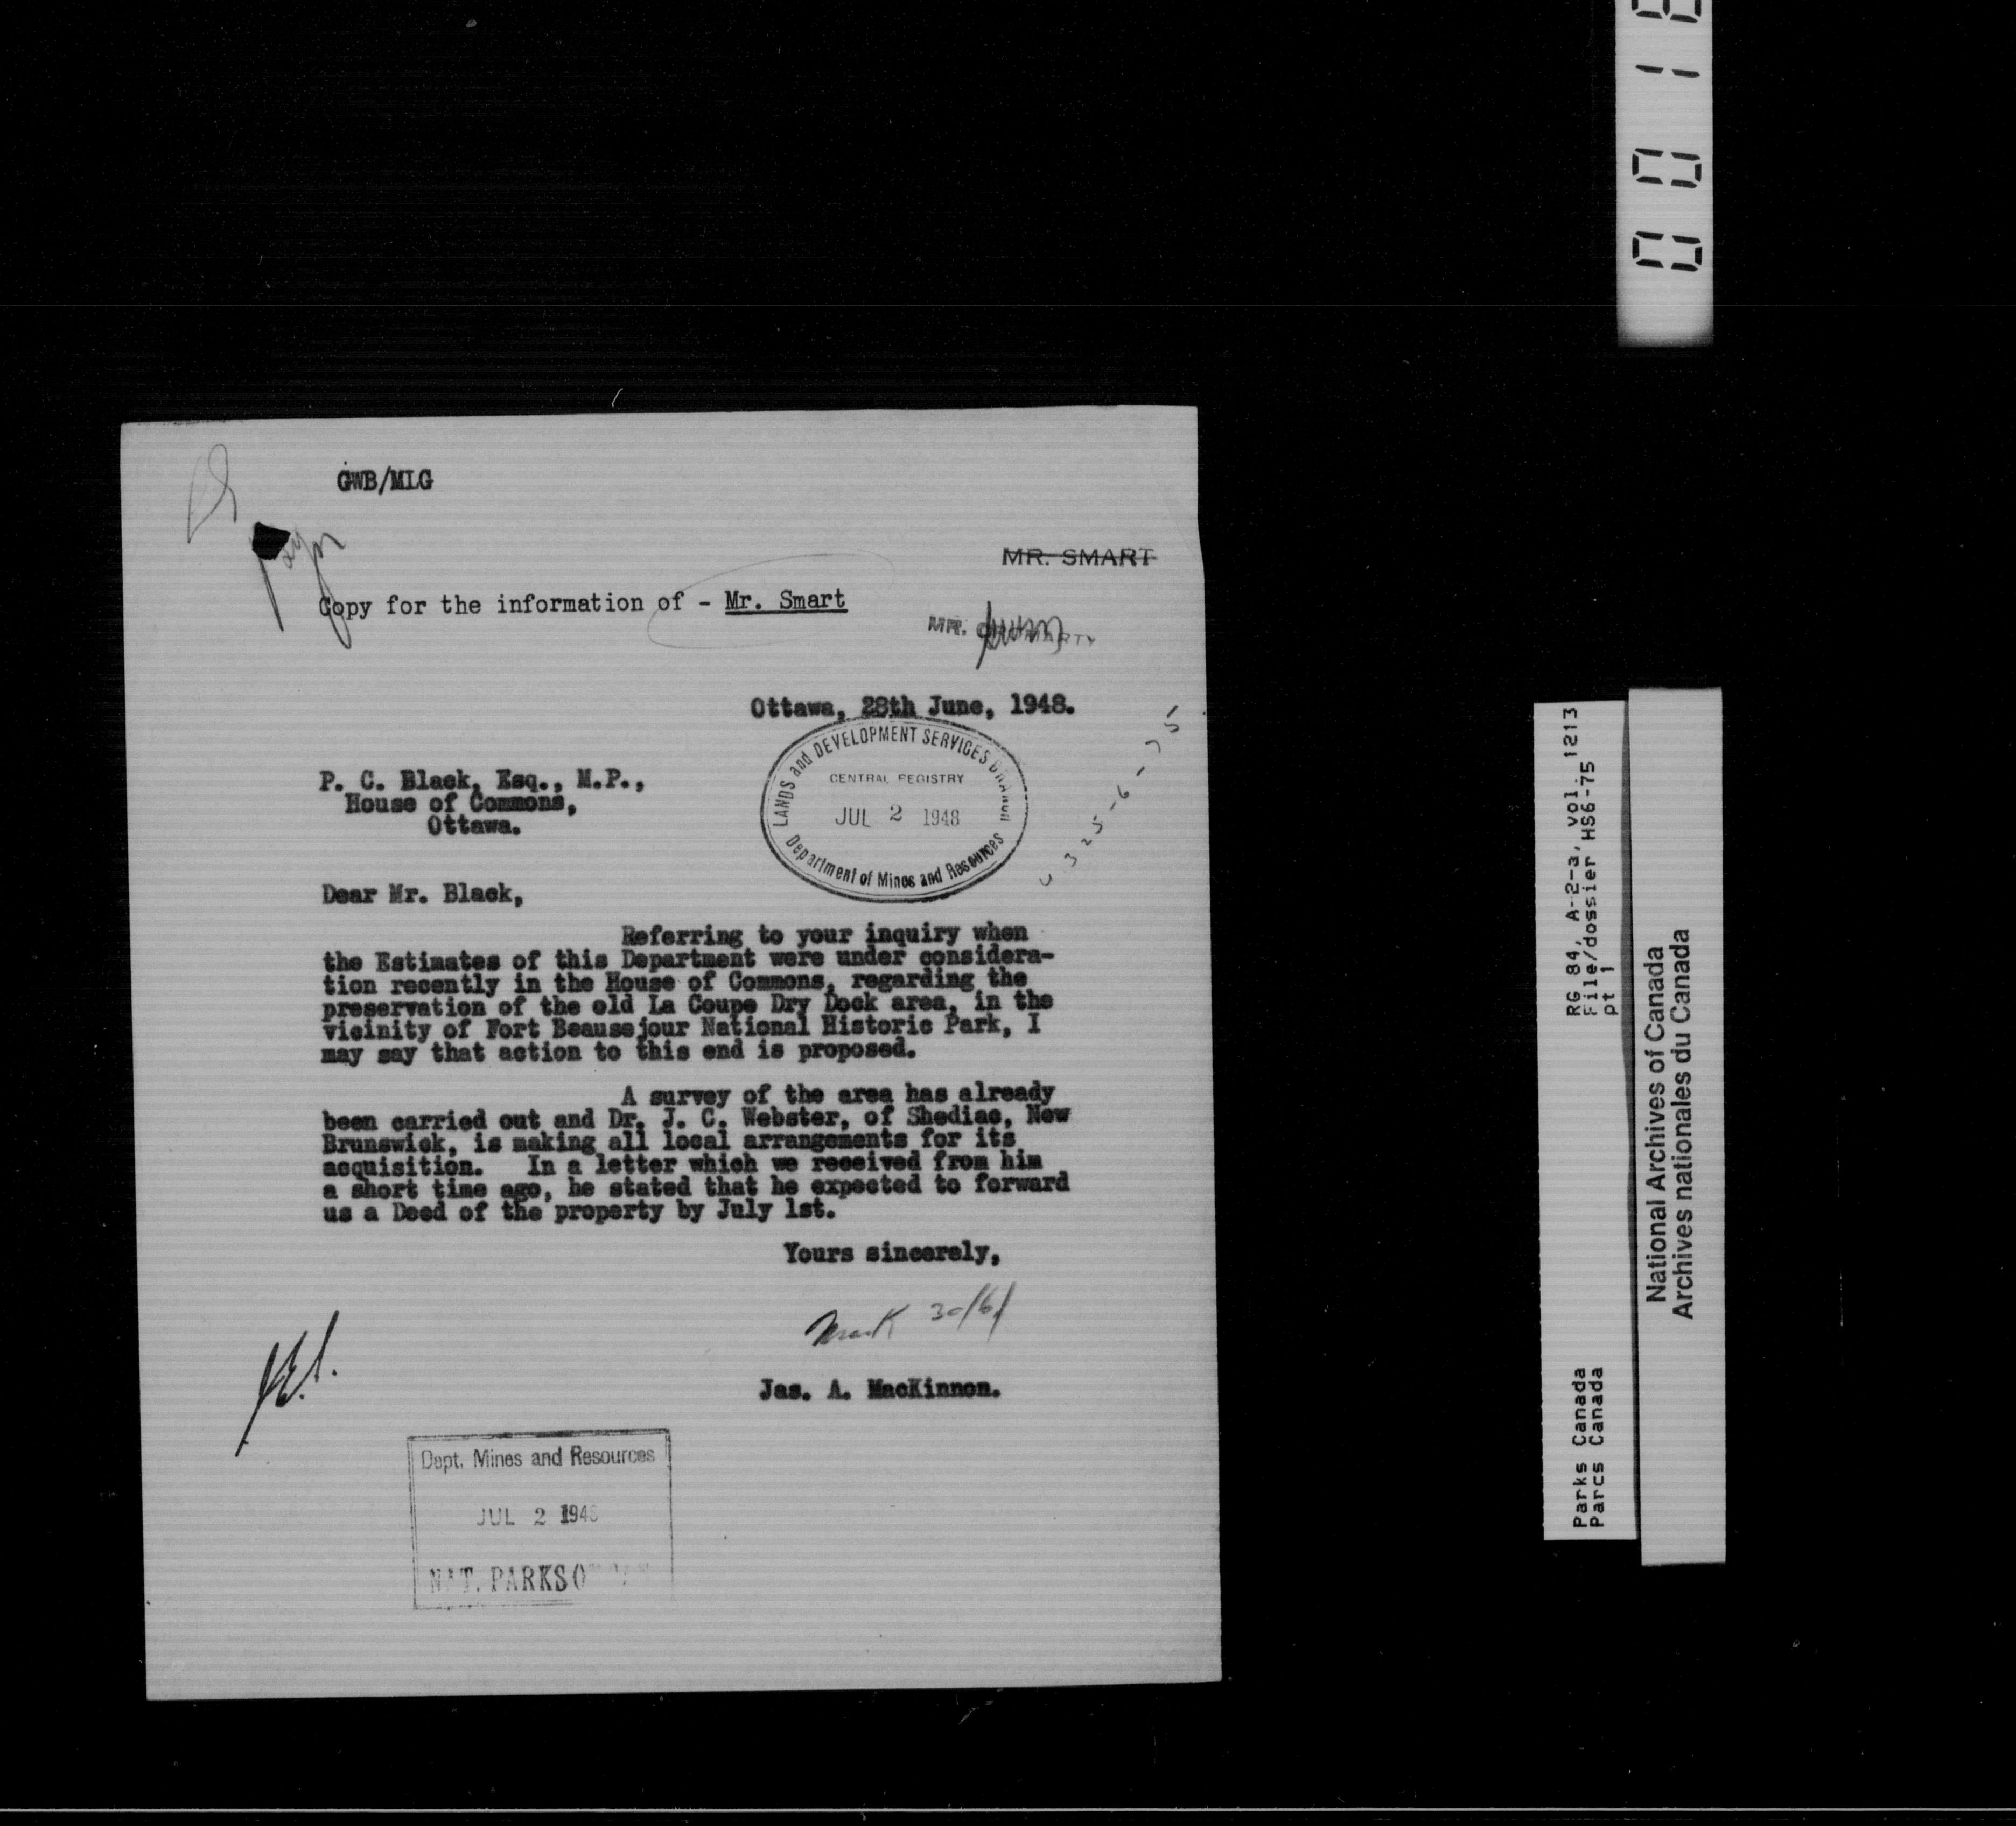 GWB/MLG
MR. SMART
Copy for the information of - Mr. Smart
MR.
Ottawa, 28th June, 1948.
LANDS and DEVELOPMENT SERVICES BRANCH
CENTRAL REGISTRY
JUL 2 1948
Department of Mines and Resources
P. C. Black, Esq., M.P.,
House of Commons,
Ottawa.
Dear Mr. Black,
Referring to your inquiry when
the Estimates of this Department were under considera-
tion recently in the House of Commons, regarding the
preservation of the old La Coupe Dry Dock area, in the
vicinity of Fort Beausejour National Historic Park, I
may say that action to this end is proposed.
A survey of the area has already
been carried out and Dr. J. C. Webster, of Shediac, New
Brunswick, is making all local arrangements for its
acquisition. In a letter which we received from him
a short time ago, he stated that he expected to forward
us a Deed of the property by July 1st.
Yours sincerely,
30/6/
Jas. A. MacKinnon.
Dept. Mines and Resources
JUL 2 1948
NAT. PARKS
RG 84, A-2-a, vol. 1213
File/dossier HS6-75
pt 1
Parks Canada
Parcs Canada
National Archives of Canada
Archives nationales du Canada